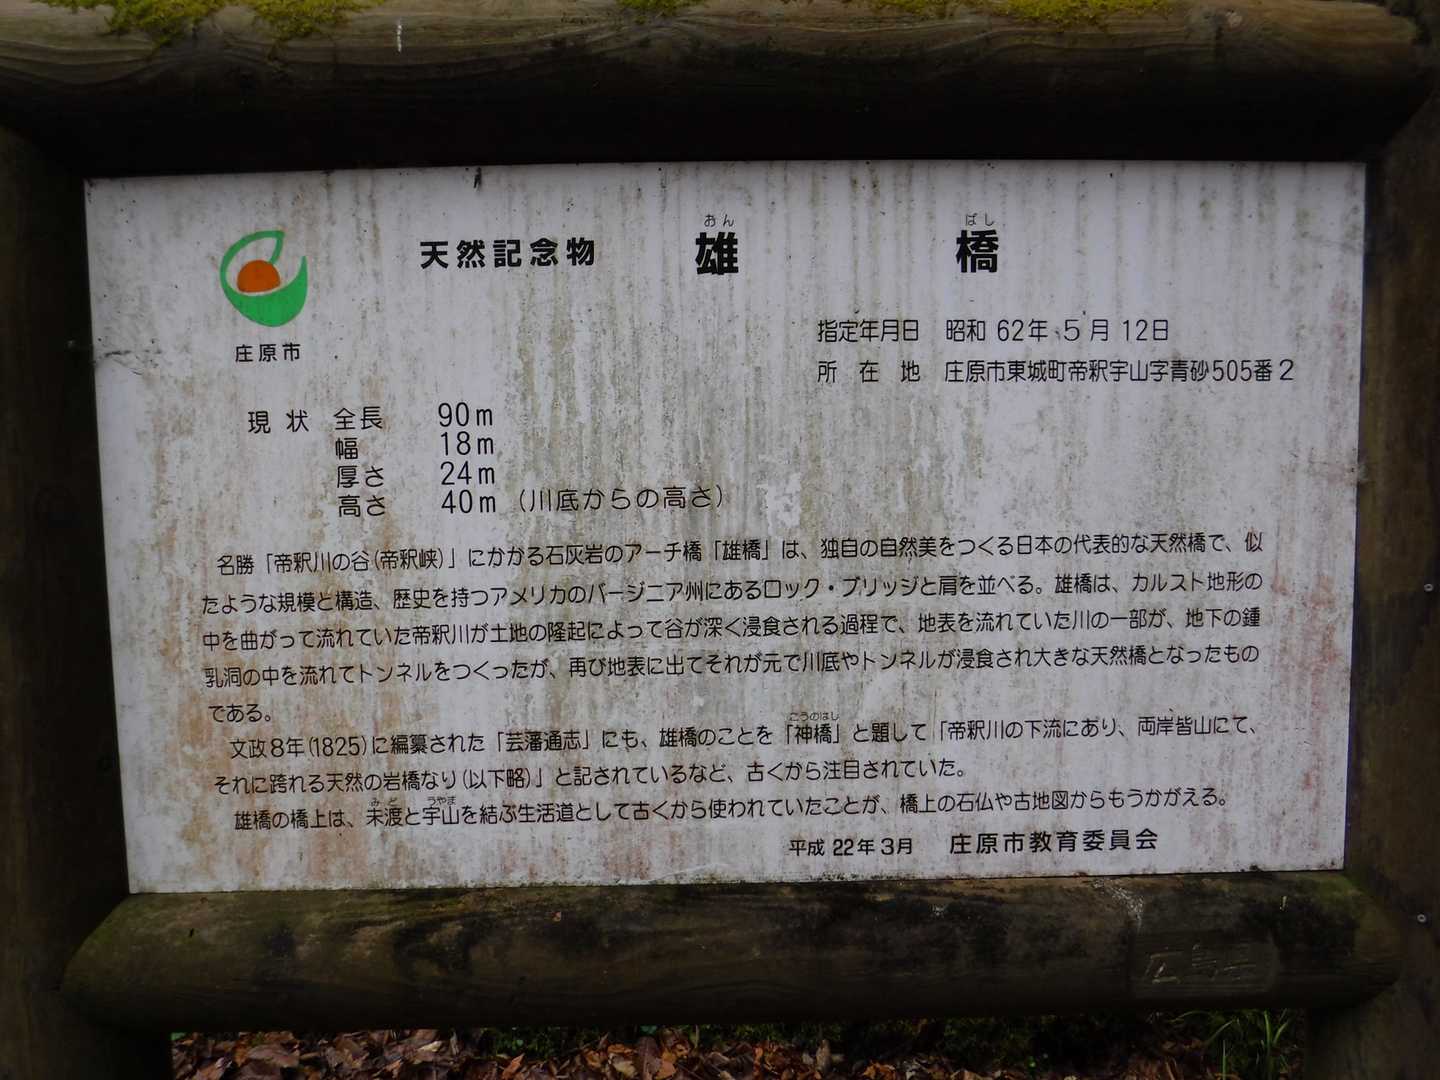 天然記念物 雄橋
おん ばし
庄原市
指定年月日 昭和 62年 5月 12日
所在地 庄原市東城町帝釈宇山字青砂505番2
現状 全長 90m
幅 18m
厚さ 24m
高さ 40m (川底からの高さ)
名勝「帝釈川の谷(帝釈峡)」にかかる石灰岩のアーチ橋「雄橋」は、独自の自然美をつくる日本の代表的な天然橋で、似
たような規模と構造、歴史を持つアメリカのバージニア州にあるロック・ブリッジと肩を並べる。雄橋は、カルスト地形の
中を曲がって流れていた帝釈川が土地の隆起によって谷が深く浸食される過程で、地表を流れていた川の一部が、地下の鍾
乳洞の中を流れてトンネルをつくったが、再び地表に出てそれが元で川底やトンネルが浸食され大きな天然橋となったもの
である。
こうのはし
文政8年(1825)に編纂された「芸藩通志」にも、雄橋のことを「神橋」と題して「帝釈川の下流にあり、両岸皆山にて、
それに跨れる天然の岩橋なり(以下略)」と記されているなど、古くから注目されていた。
みど うやま
雄橋の橋上は、未渡と宇山を結ぶ生活道として古くから使われていたことが、橋上の石仏や古地図からもうかがえる。
平成 22年 3月 庄原市教育委員会